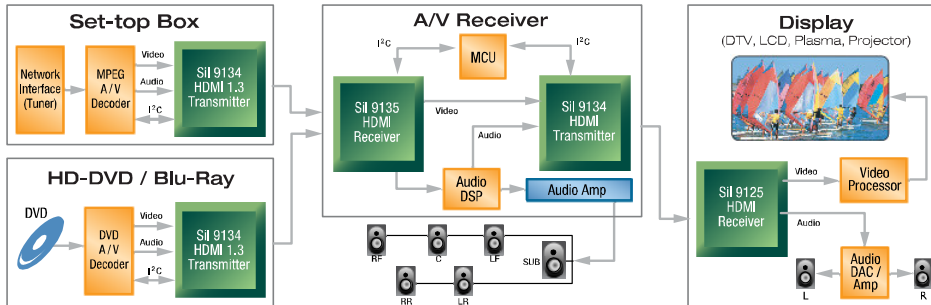 Set-top Box
Network
Interface
(Tuner)
MPEG
A / V
Decoder
Video
Audio
I²C
SiI 9134
HDMI 1.3
Transmitter
HD-DVD / Blu-Ray
DVD
DVD
A / V
Decoder
Video
Audio
I²C
SiI 9134
HDMI 1.3
Transmitter
A/V Receiver
I²C
MCU
I²C
SiI 9135
HDMI
Receiver
Video
Audio
SiI 9134
HDMI
Transmitter
Audio
DSP
Audio Amp
RF
C
LF
SUB
RR
LR
Display
(DTV, LCD, Plasma, Projector)
SiI 9125
HDMI
Receiver
Video
Video
Processor
Audio
Audio
DAC /
Amp
L
R